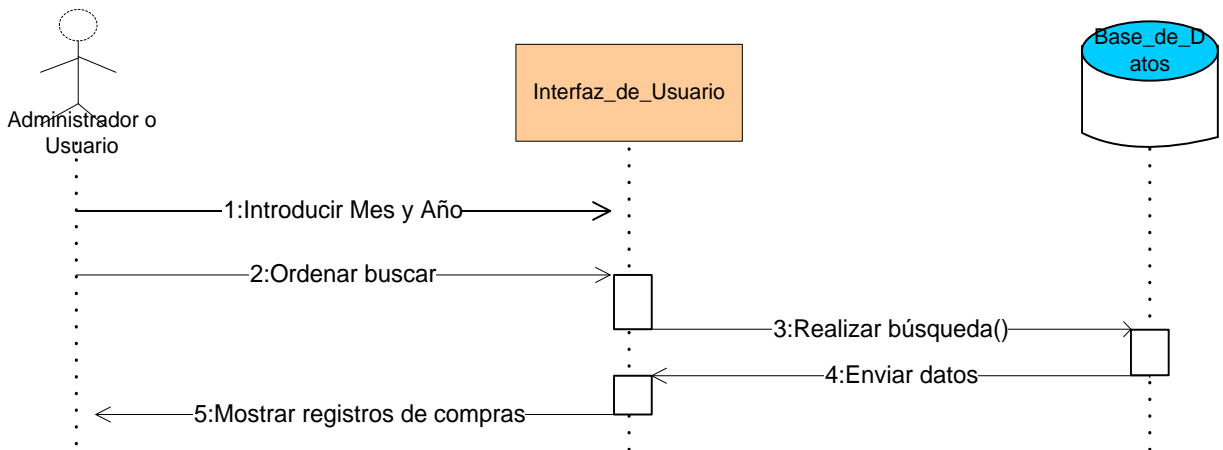 Administrador o
Usuario
Interfaz_de_Usuario
Base_de_D
atos
1:Introducir Mes y Año
2:Ordenar buscar
3:Realizar búsqueda()
4:Enviar datos
5:Mostrar registros de compras